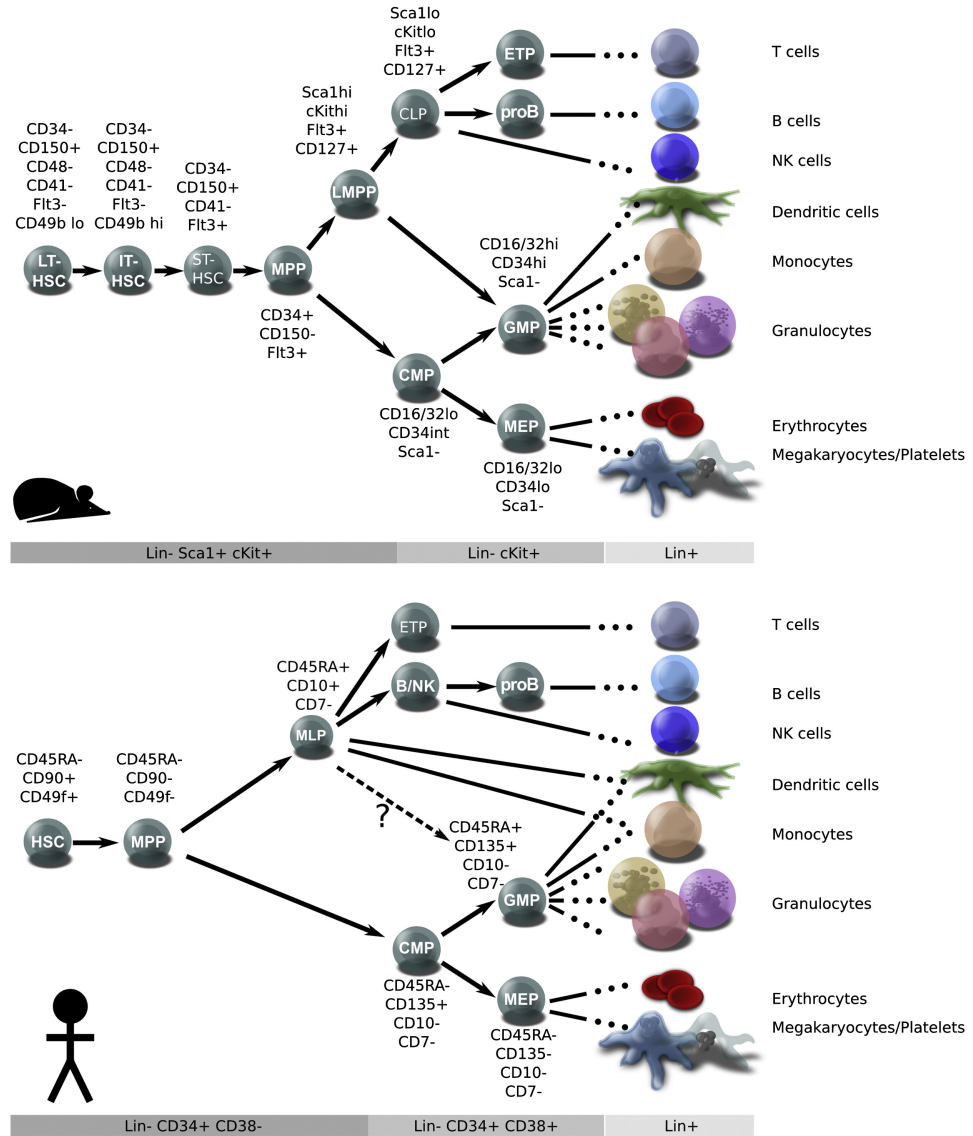 Sca1lo
cKitlo
Flt3+
CD127+
ETP
T cells
Sca1hi
cKithi
Flt3+
CD127+
CLP
proB
B cells
NK cells
CD34-
CD150+
CD48-
CD41-
Flt3-
CD49b lo
CD34-
CD150+
CD48-
CD41-
Flt3-
CD49b hi
CD34-
CD150+
CD41-
Flt3+
LMPP
Dendritic cells
LT-
HSC
IT-
HSC
ST-
HSC
MPP
CD16/32hi
CD34hi
Sca1-
Monocytes
CD34+
CD150-
Flt3+
GMP
Granulocytes
CMP
CD16/32lo
CD34int
Sca1-
MEP
CD16/32lo
CD34lo
Sca1-
Erythrocytes
Megakaryocytes/Platelets
Lin- Sca1+ cKit+
Lin- cKit+
Lin+
ETP
T cells
CD45RA+
CD10+
CD7-
B/NK
proB
B cells
MLP
NK cells
CD45RA-
CD90+
CD49f+
CD45RA-
CD90-
CD49f-
Dendritic cells
HSC
MPP
?
CD45RA+
CD135+
CD10-
CD7-
Monocytes
GMP
Granulocytes
CMP
CD45RA-
CD135+
CD10-
CD7-
MEP
CD45RA-
CD135-
CD10-
CD7-
Erythrocytes
Megakaryocytes/Platelets
Lin- CD34+ CD38-
Lin- CD34+ CD38+
Lin+